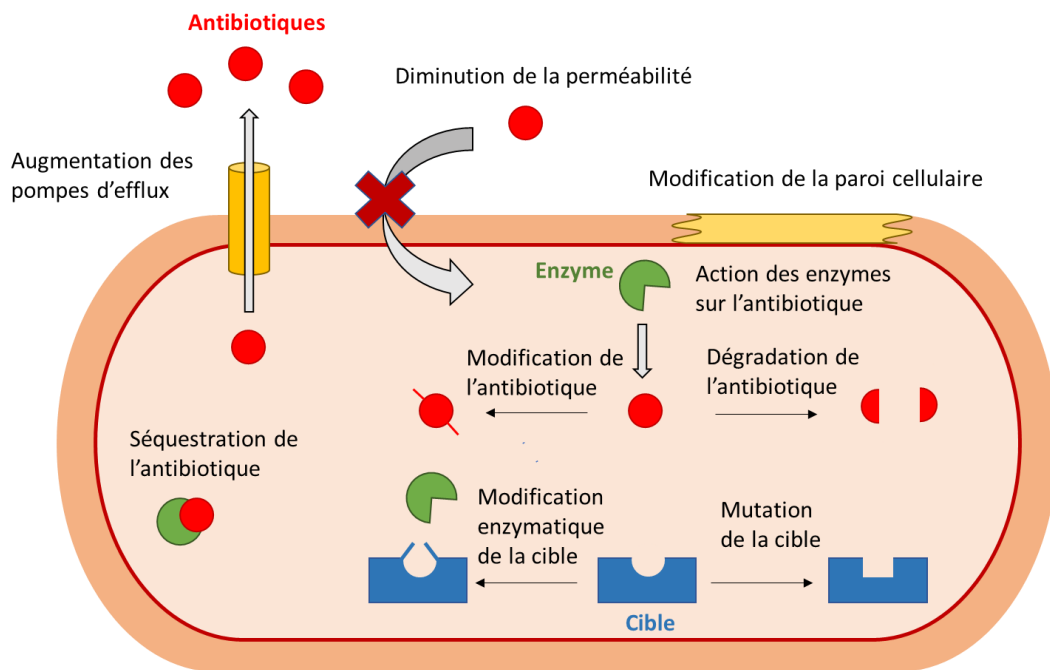 Antibiotiques
Diminution de la perméabilité
Augmentation des
pompes d’efflux
Modification de la paroi cellulaire
Enzyme
Action des enzymes
sur l’antibiotique
Modification de
l’antibiotique
Dégradation de
l’antibiotique
Séquestration de
l’antibiotique
Modification
enzymatique
de la cible
Mutation
de la cible
Cible